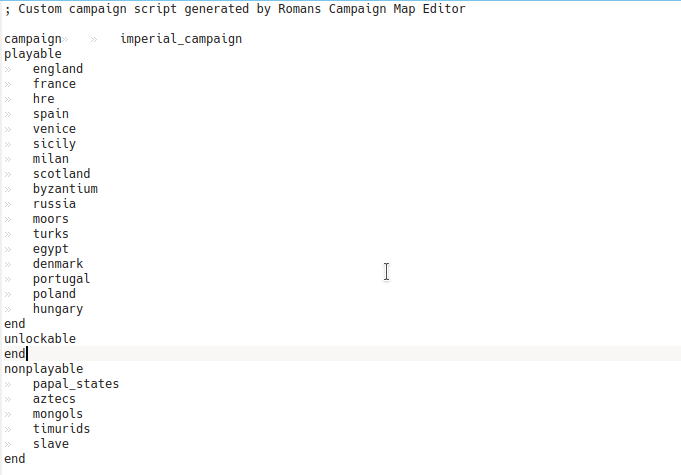 ; Custom campaign script generated by Romans Campaign Map Editor

campaign		imperial_campaign
playable
	england
	france
	hre
	spain
	venice
	sicily
	milan
	scotland
	byzantium
	russia
	moors
	turks
	egypt
	denmark
	portugal
	poland
	hungary
end
unlockable
end
nonplayable
	papal_states
	aztecs
	mongols
	timurids
	slave
end